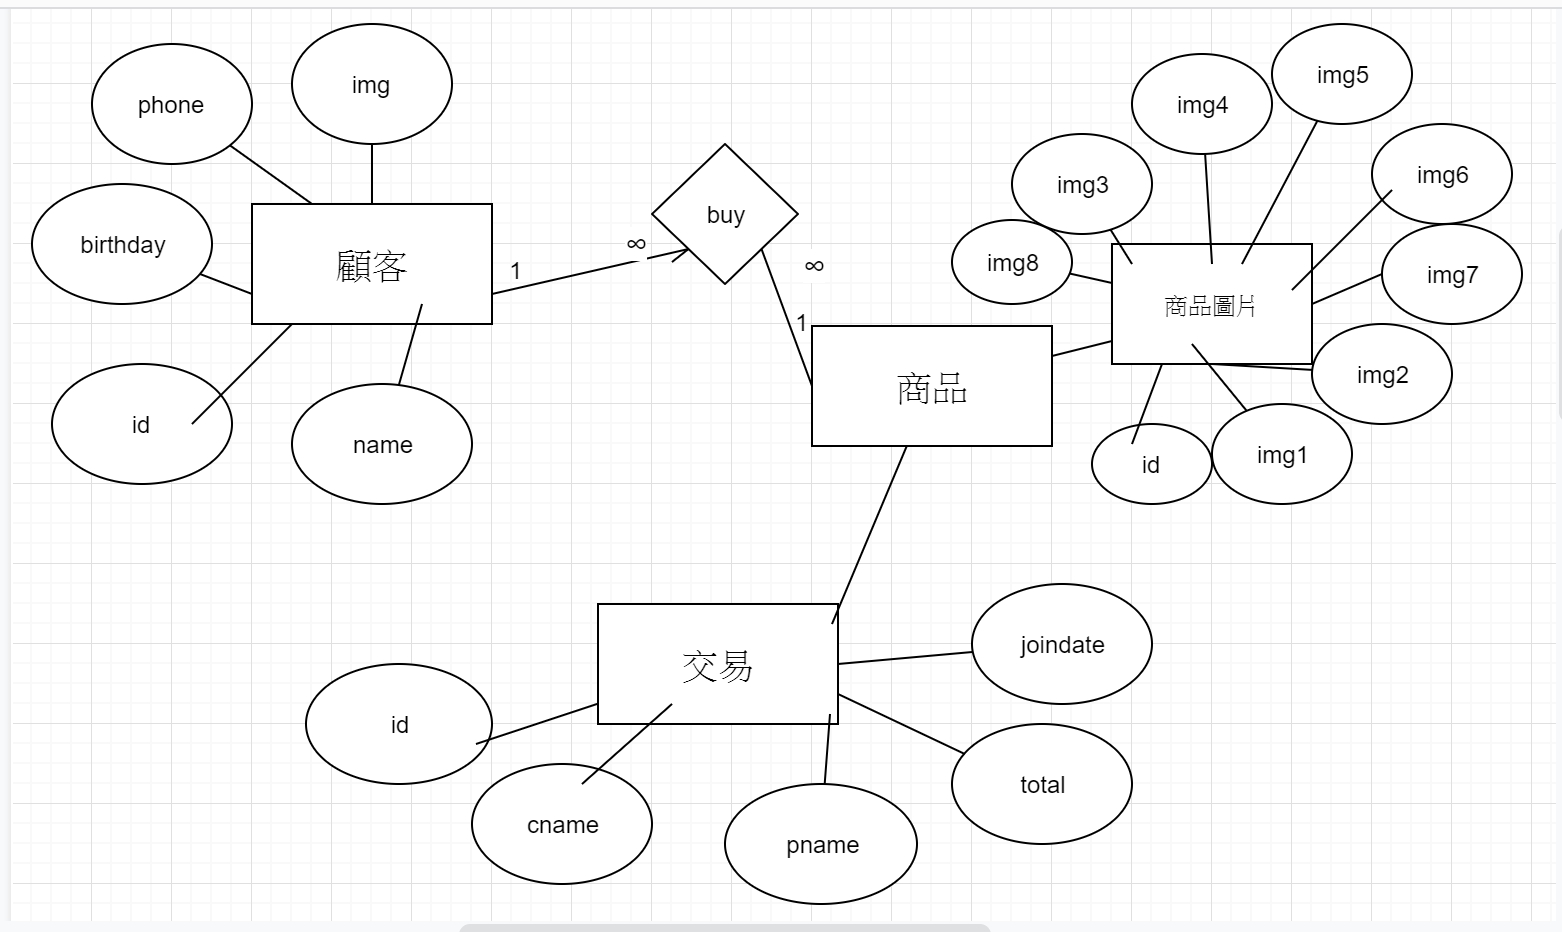 phone
img
birthday
顧客
id
name
1
∞
buy
∞
1
商品
img5
img4
img3
img6
img8
img7
商品圖片
img2
id
img1
交易
joindate
id
total
cname
pname